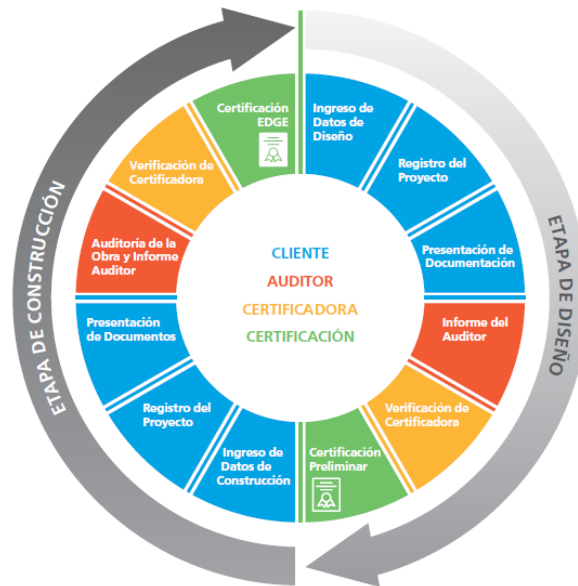 Ingreso de
Datos de
Diseño
Registro del
Proyecto
Presentación de
Documentación
Informe del
Auditor
Verificación de
Certificadora
Certificación
Preliminar
Ingreso de
Datos de
Construcción
Registro del
Proyecto
Presentación
de Documentos
Auditoría de la
Obra y Informe
Auditor
Verificación de
Certificadora
Certificación
EDGE
CLIENTE
AUDITOR
CERTIFICADORA
CERTIFICACIÓN
ETAPA DE DISEÑO
ETAPA DE CONSTRUCCIÓN